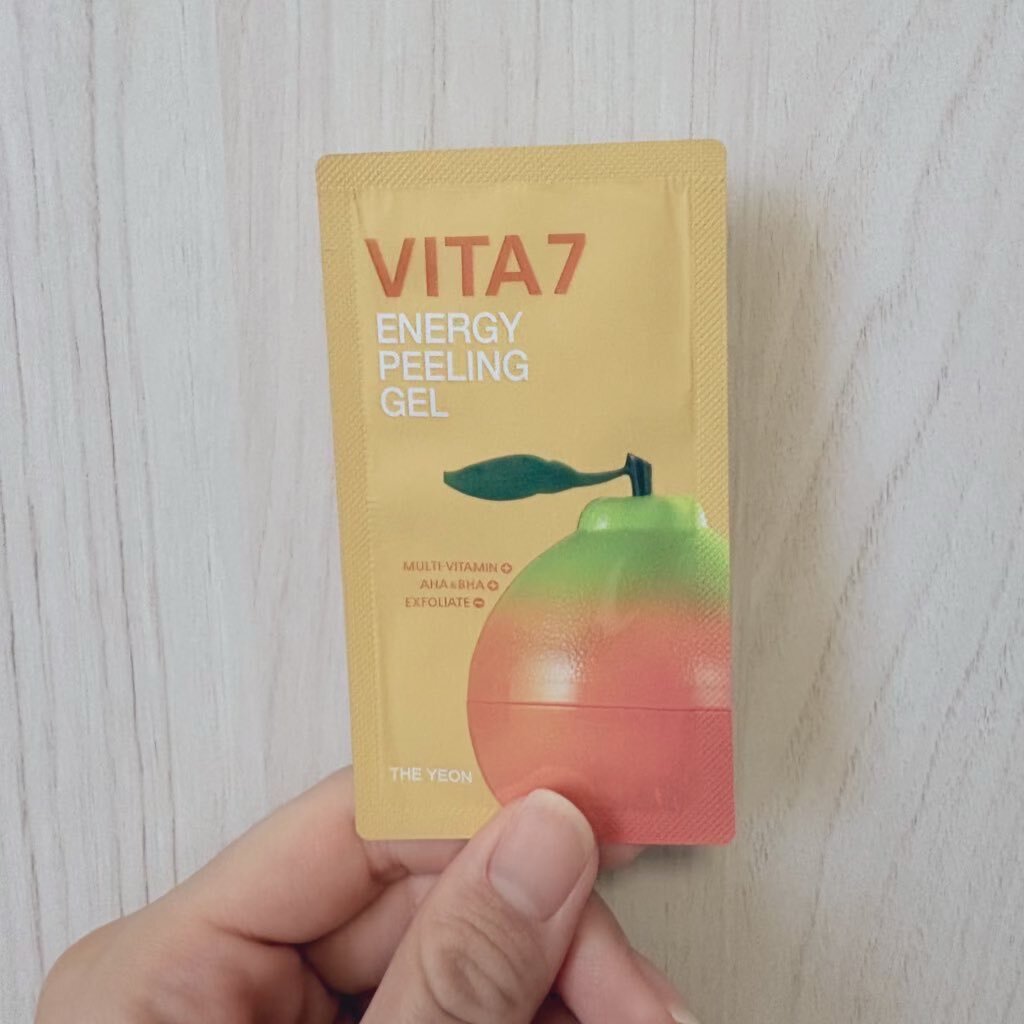 VITA7
ENERGY
PEELING
GEL
MULTI-VITAMIN +
AHA & BHA +
EXFOLIATE -
THE YEON